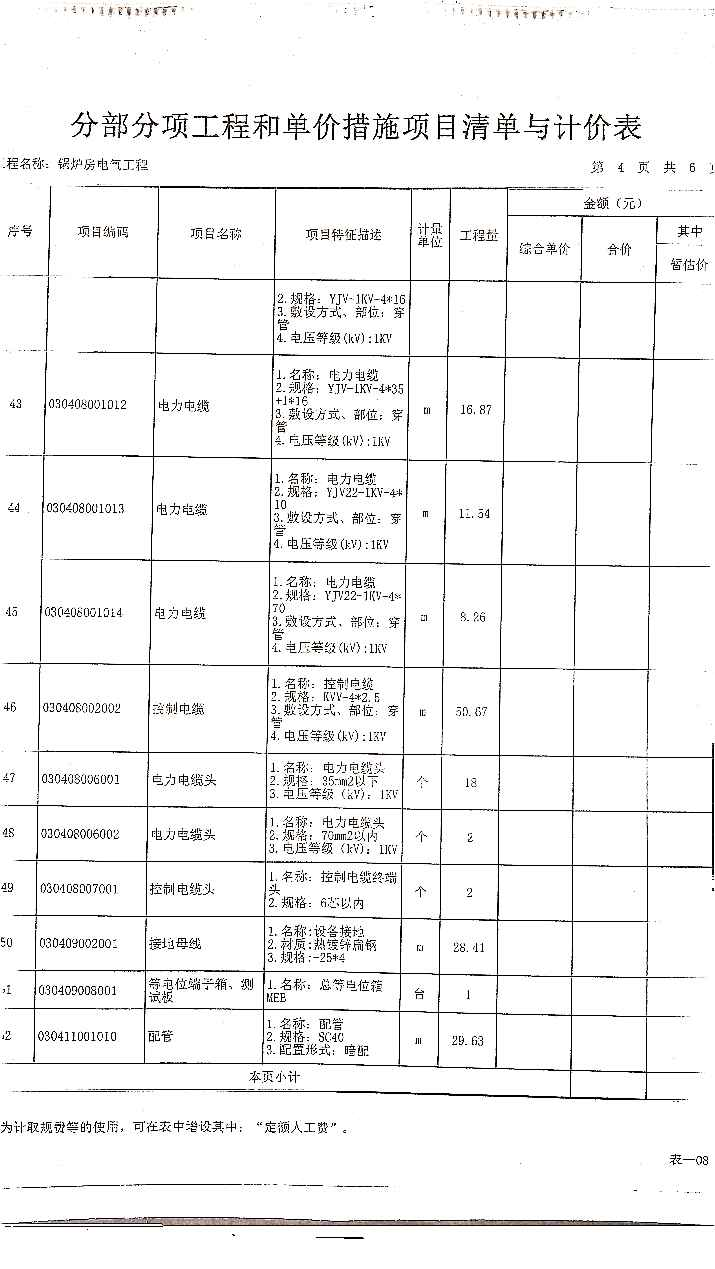 分部分项工程和单价措施项目清单与计价表
工程名称：锅炉房电气工程
第 4 页 共 6
序号 项目编码 项目名称 项目特征描述 计量单位 工程量 金额（元）
综合单价 合价 其中
暂估价
2.规格：YJV-1KV-4*16
3.敷设方式、部位：穿
管
4.电压等级(kV):1KV
43 030408001012 电力电缆
1.名称：电力电缆
2.规格：YJV-1KV-4*35
+1*16
3.敷设方式、部位：穿
管
4.电压等级(kV):1KV
m 16.87
44 030408001013 电力电缆
1.名称：电力电缆
2.规格：YJV22-1KV-4*
10
3.敷设方式、部位：穿
管
4.电压等级(kV):1KV
m 11.54
45 030408001014 电力电缆
1.名称：电力电缆
2.规格：YJV22-1KV-4*
70
3.敷设方式、部位：穿
管
4.电压等级(kV):1KV
m 8.26
46 030408002002 控制电缆
1.名称：控制电缆
2.规格：KVV-4*2.5
3.敷设方式、部位：穿
管
4.电压等级(kV):1KV
m 50.67
47 030408006001 电力电缆头
1.名称：电力电缆头
2.规格：35mm2以下
3.电压等级（kV）：1KV
个 18
48 030408006002 电力电缆头
1.名称：电力电缆头
2.规格：70mm2以内
3.电压等级（kV）：1KV
个 2
49 030408007001 控制电缆头
1.名称：控制电缆终端
头
2.规格：6芯以内
个 2
50 030409002001 接地母线
1.名称:设备接地
2.材质:热镀锌扁钢
3.规格:-25*4
m 28.41
51 030409008001 等电位端子箱、测
试板
1.名称：总等电位箱
MEB
台 1
52 030411001010 配管
1.名称：配管
2.规格：SC40
3.配置形式：暗配
m 29.63
本页小计
为计取规费等的使用，可在表中增设其中：“定额人工费”。
表—08